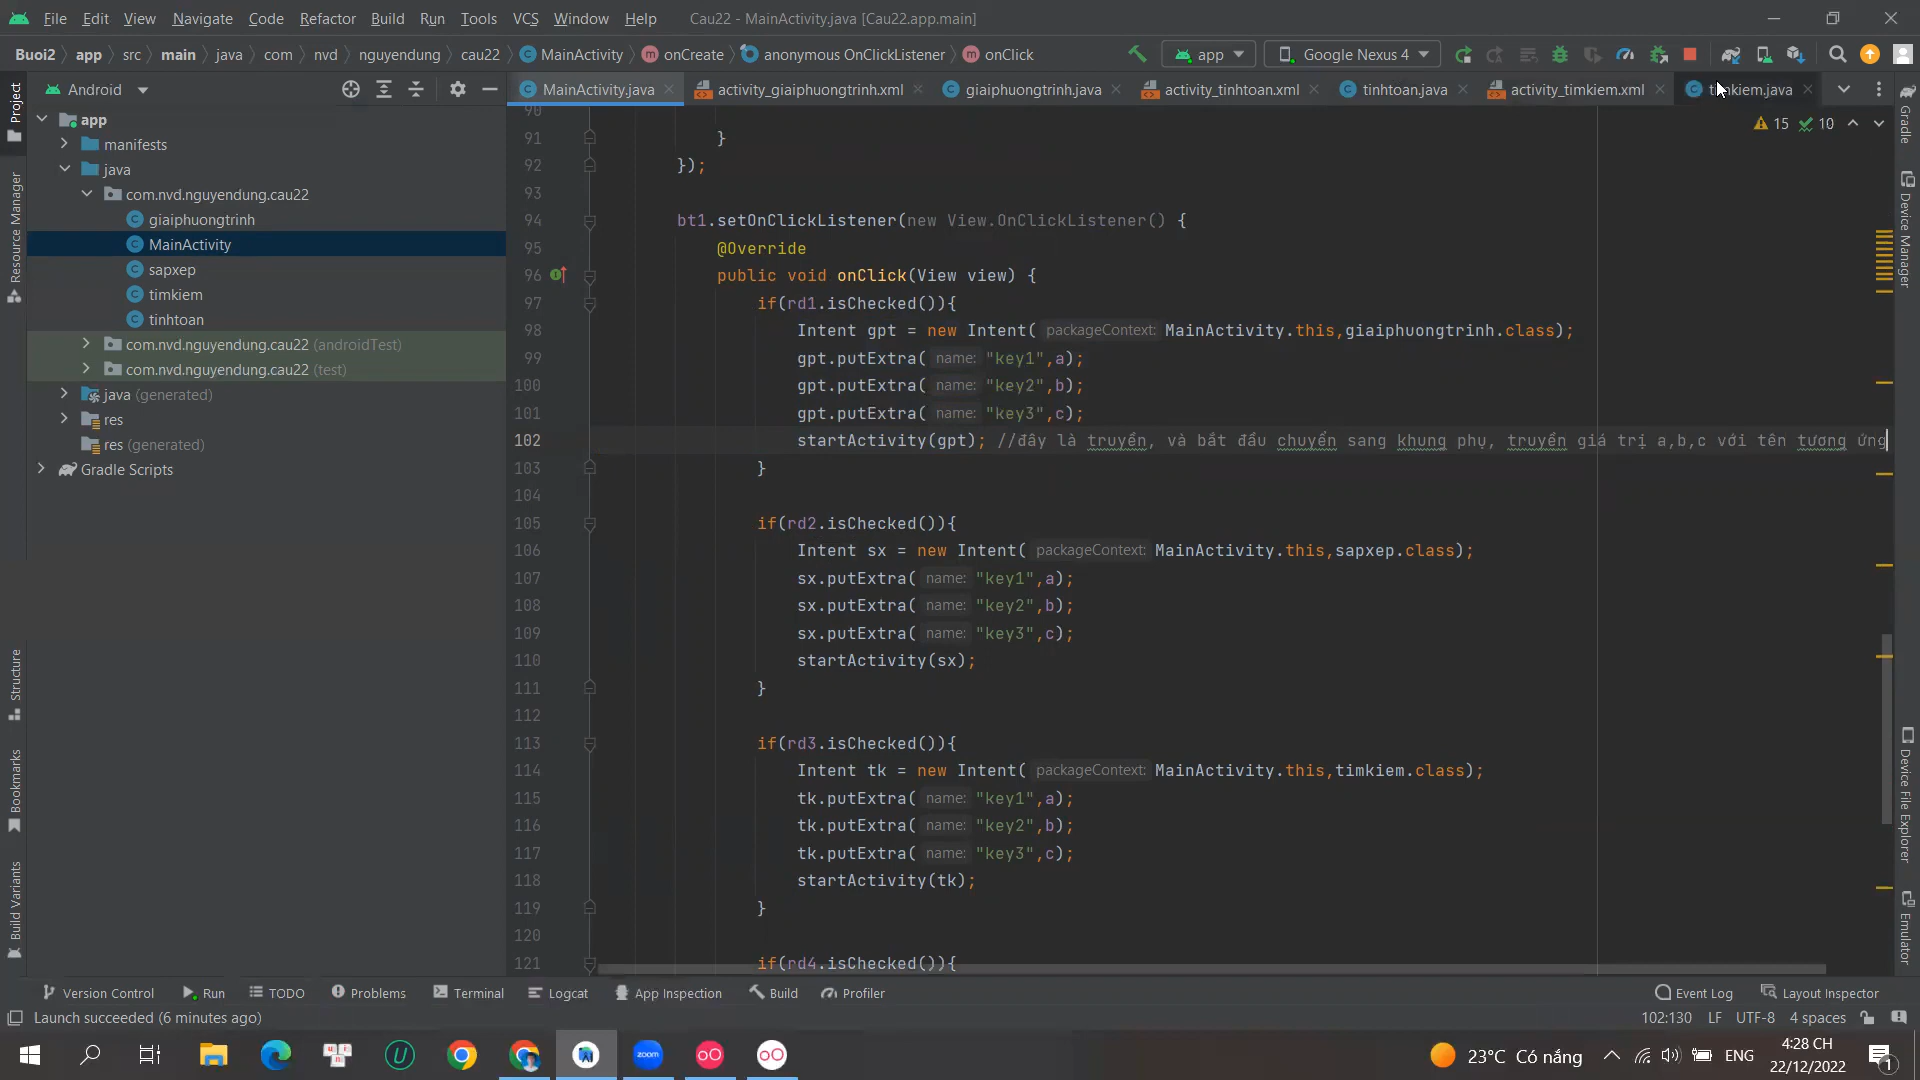 File Edit View Navigate Code Refactor Build Run Tools VCS Window Help Cau22 - MainActivity.java [Cau22.app.main]
Buoi2 app src main java com nvd nguyendung cau22 MainActivity onCreate anonymous OnClickListener onClick app Google Nexus 4
Project
Android
MainActivity.java activity_giaiphuongtrinh.xml giaiphuongtrinh.java activity_tinhtoan.xml tinhtoan.java activity_timkiem.xml timkiem.java
Gradle
15 10
app
manifests
java
com.nvd.nguyendung.cau22
giaiphuongtrinh
MainActivity
sapxep
timkiem
tinhtoan
com.nvd.nguyendung.cau22 (androidTest)
com.nvd.nguyendung.cau22 (test)
java (generated)
res
res (generated)
Gradle Scripts
Resource Manager
Structure
Bookmarks
Build Variants
90
91 }
92 });
93
94 bt1.setOnClickListener(new View.OnClickListener() {
95 @Override
96 public void onClick(View view) {
97 if(rd1.isChecked()){
98 Intent gpt = new Intent( packageContext: MainActivity.this,giaiphuongtrinh.class);
99 gpt.putExtra( name: "key1",a);
100 gpt.putExtra( name: "key2",b);
101 gpt.putExtra( name: "key3",c);
102 startActivity(gpt); //đây là truyền, và bắt đầu chuyển sang khung phụ, truyền giá trị a,b,c với tên tương ứng
103 }
104
105 if(rd2.isChecked()){
106 Intent sx = new Intent( packageContext: MainActivity.this,sapxep.class);
107 sx.putExtra( name: "key1",a);
108 sx.putExtra( name: "key2",b);
109 sx.putExtra( name: "key3",c);
110 startActivity(sx);
111 }
112
113 if(rd3.isChecked()){
114 Intent tk = new Intent( packageContext: MainActivity.this,timkiem.class);
115 tk.putExtra( name: "key1",a);
116 tk.putExtra( name: "key2",b);
117 tk.putExtra( name: "key3",c);
118 startActivity(tk);
119 }
120
121 if(rd4.isChecked()){
Device Manager
Device File Explorer
Emulator
Version Control Run TODO Problems Terminal Logcat App Inspection Build Profiler Event Log Layout Inspector
Launch succeeded (6 minutes ago) 102:130 LF UTF-8 4 spaces
zoom
23°C Có nắng ENG 4:28 CH
22/12/2022
1